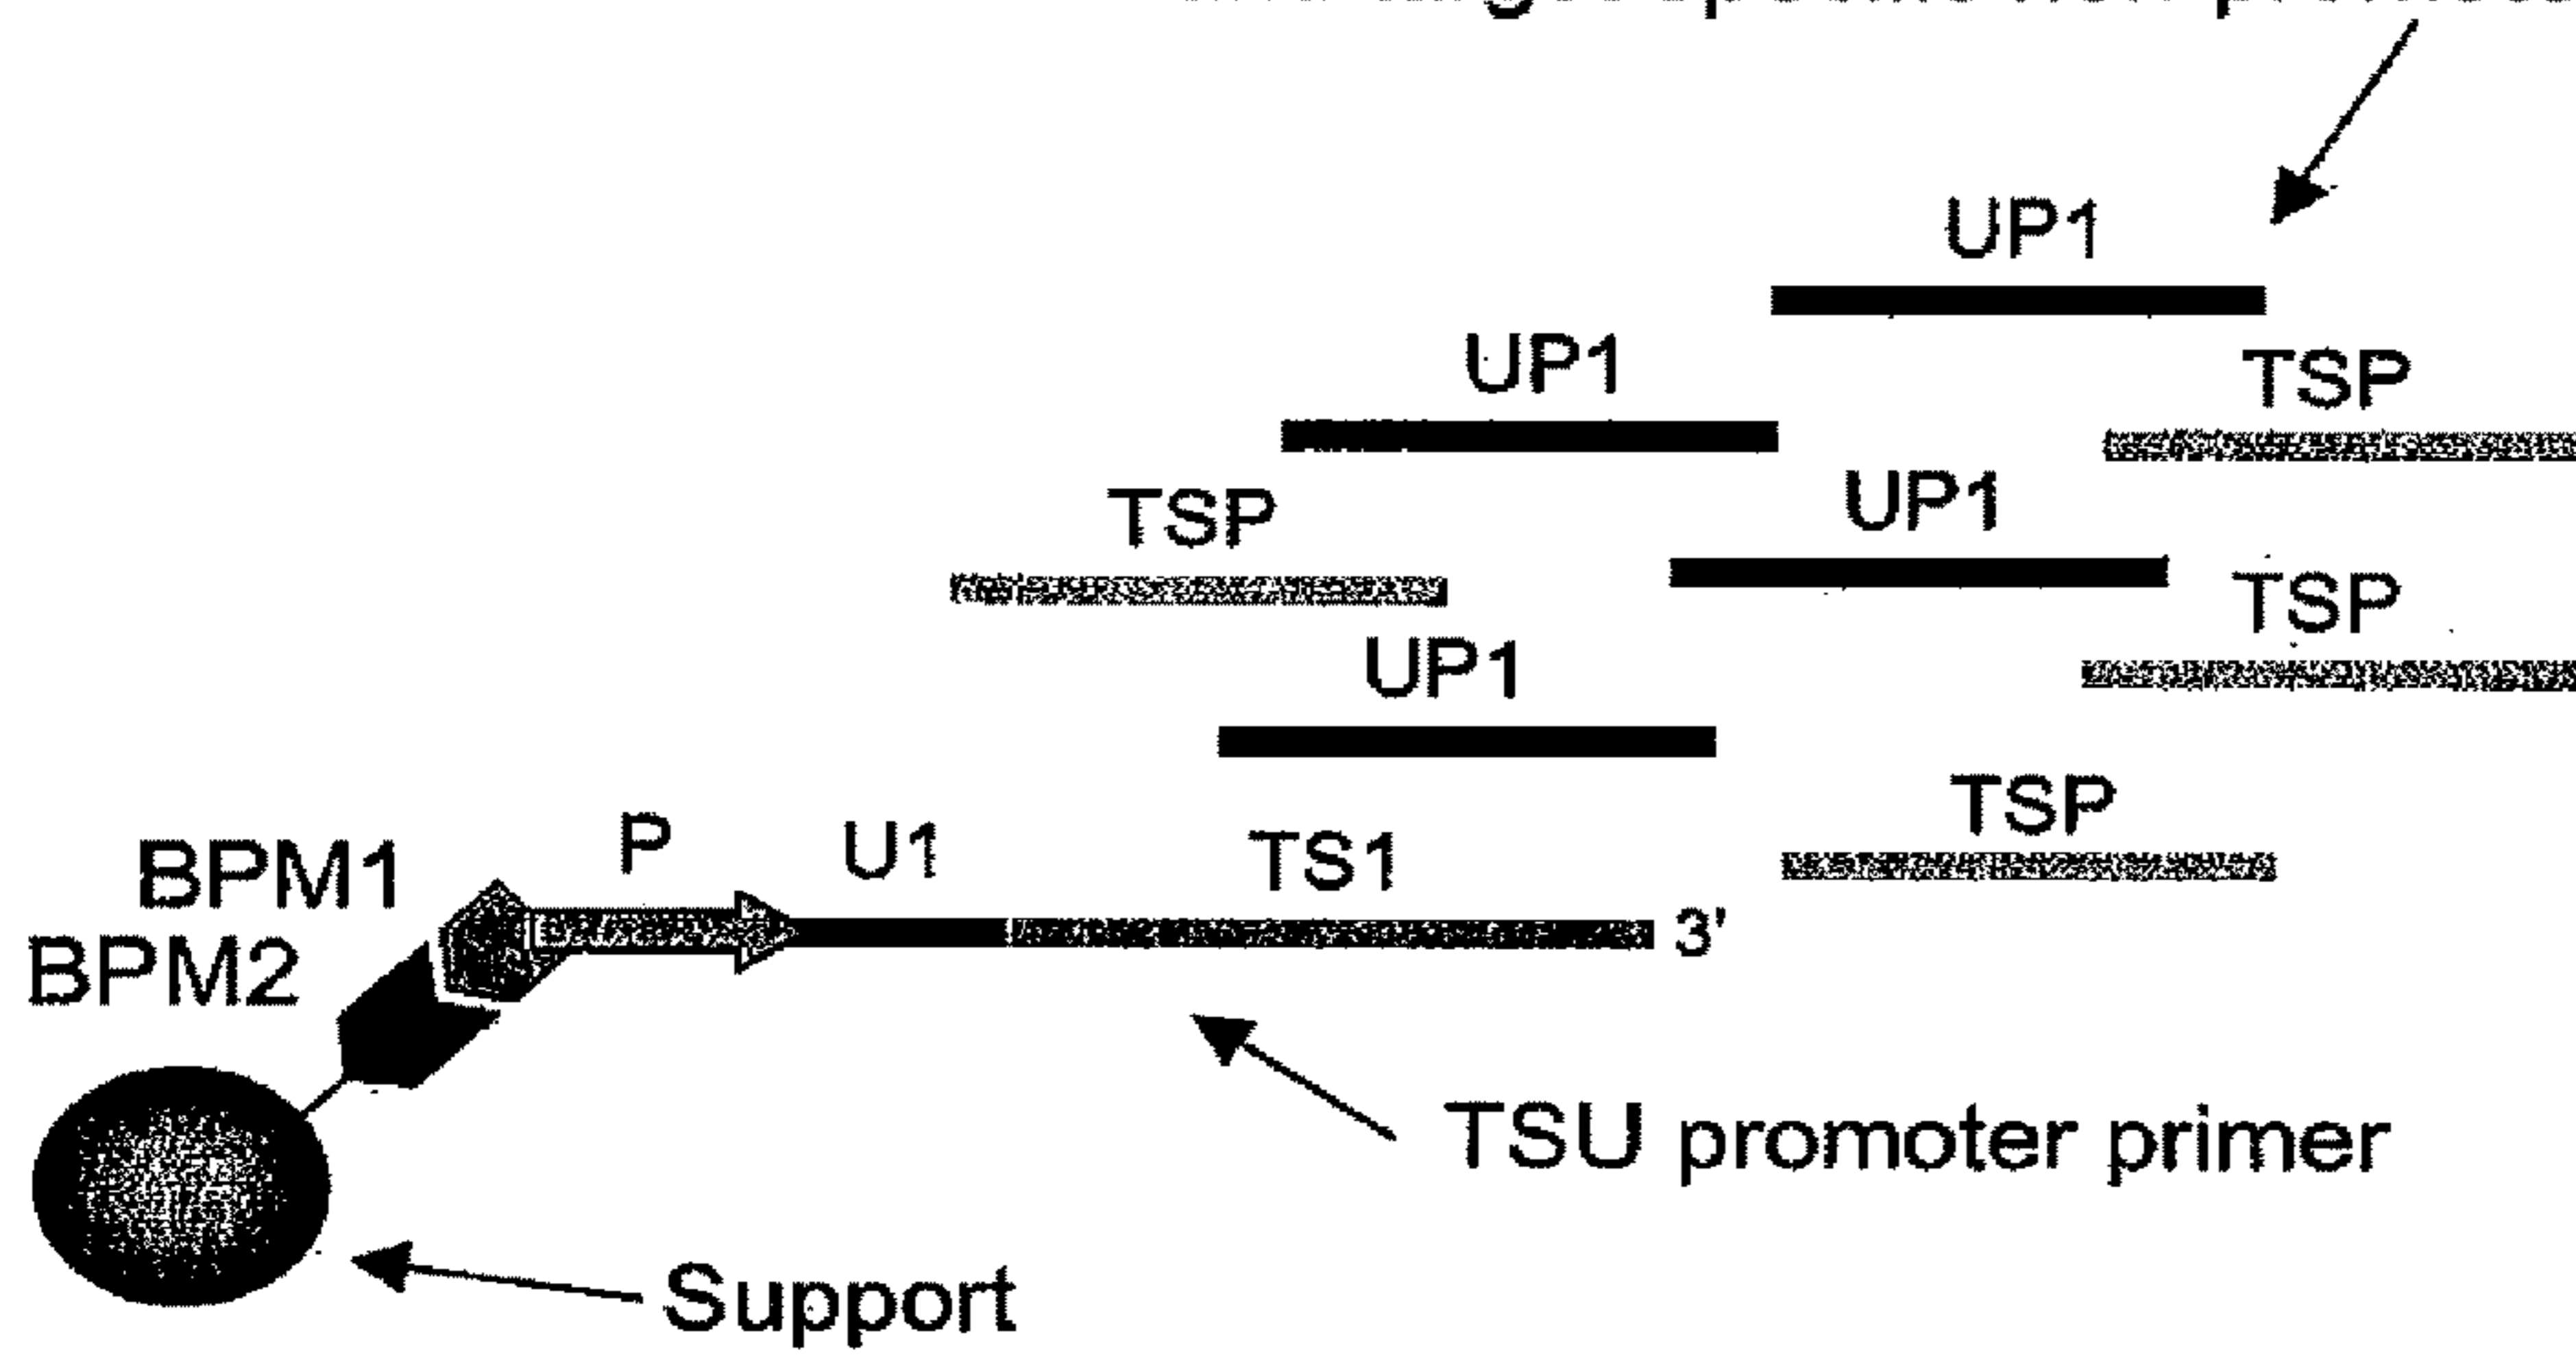 UP1
UP1
TSP
TSP
UP1
TSP
UP1
TSP
P
U1
TS1
BPM1
3'
BPM2
TSU promoter primer
Support